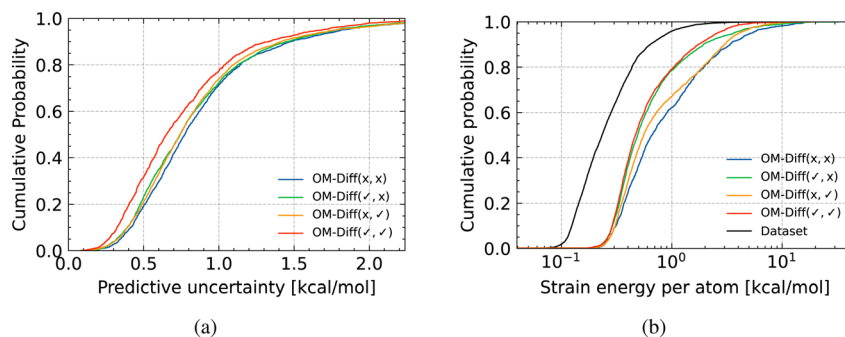 1.0
0.8
0.6
0.4
0.2
0.0
Cumulative Probability
OM-Diff(x, x)
OM-Diff(✓, x)
OM-Diff(x, ✓)
OM-Diff(✓, ✓)
0.0 0.5 1.0 1.5 2.0
Predictive uncertainty [kcal/mol]
(a)
1.0
0.8
0.6
0.4
0.2
0.0
Cumulative probability
OM-Diff(x, x)
OM-Diff(✓, x)
OM-Diff(x, ✓)
OM-Diff(✓, ✓)
Dataset
10⁻¹ 10⁰ 10¹
Strain energy per atom [kcal/mol]
(b)